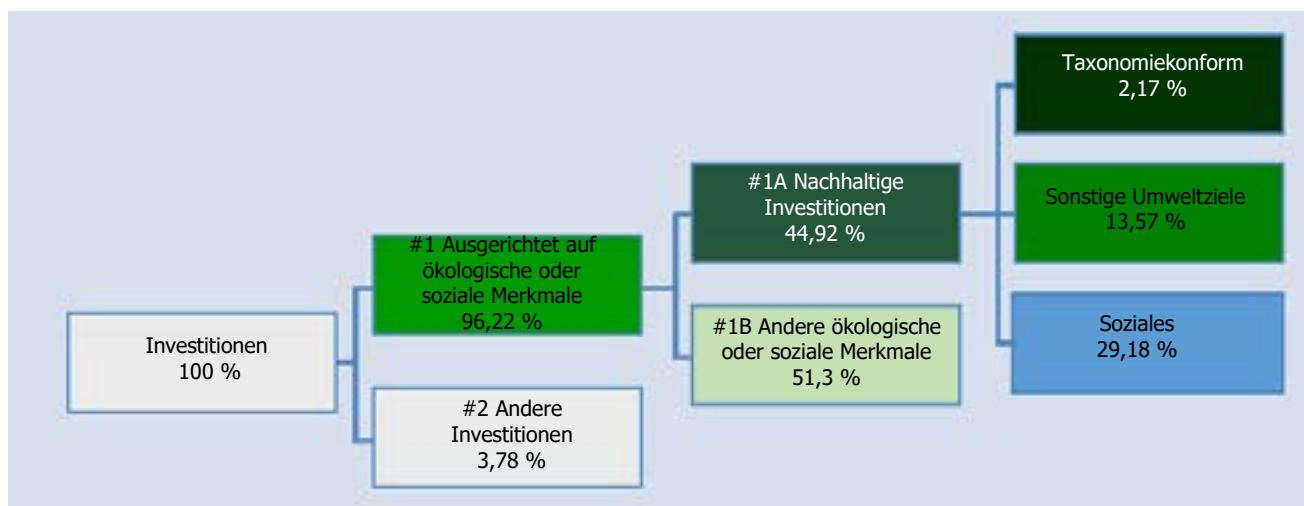 Investitionen
100 %
#1 Ausgerichtet auf
ökologische oder
soziale Merkmale
96,22 %
#2 Andere
Investitionen
3,78 %
#1A Nachhaltige
Investitionen
44,92 %
#1B Andere ökologische
oder soziale Merkmale
51,3 %
Taxonomiekonform
2,17 %
Sonstige Umweltziele
13,57 %
Soziales
29,18 %